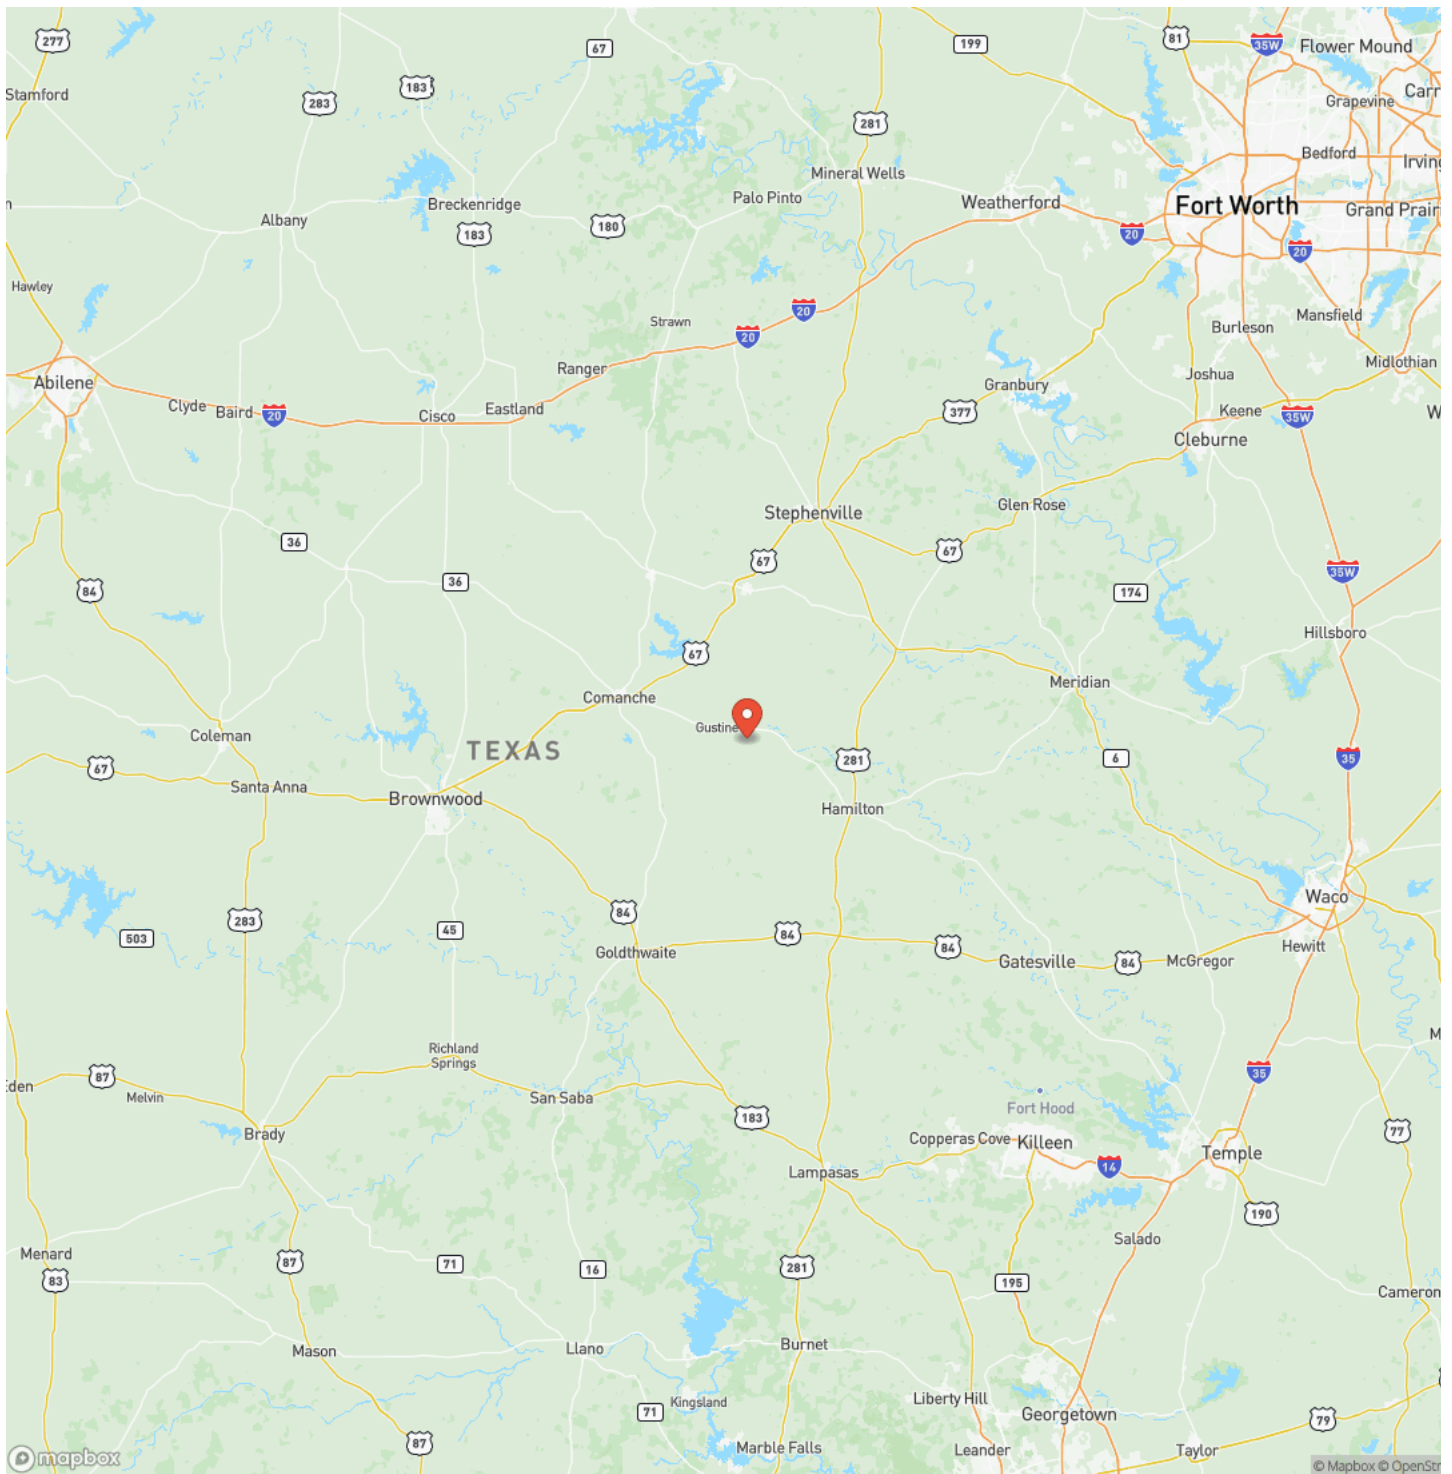 277
67
199
81
35W
Flower Mound
Stamford
283
183
281
Grapevine
Carr
Bedford
Irving
Mineral Wells
Palo Pinto
Weatherford
Breckenridge
Albany
183
180
20
Fort Worth
Grand Prairi
20
Hawley
Strawn
20
20
Mansfield
Burleson
Midlothian
Ranger
Joshua
Abilene
Clyde
Baird
20
Cisco
Eastland
Granbury
377
Keene
35W
W
Cleburne
Stephenville
Glen Rose
36
67
67
36
84
174
35W
Hillsboro
67
Comanche
Meridian
Gustine
Coleman
TEXAS
67
281
6
35
Santa Anna
Brownwood
Hamilton
Waco
283
84
503
45
84
84
Goldthwaite
Gatesville
84
McGregor
Hewitt
Richland
Springs
87
Eden
Melvin
San Saba
35
Fort Hood
183
Brady
Copperas Cove
Killeen
77
Temple
14
Lampasas
190
Salado
Menard
83
87
71
16
281
195
Cameron
Mason
Llano
Burnet
Kingsland
71
Liberty Hill
Georgetown
87
79
Marble Falls
Leander
Taylor
mapbox
© Mapbox © OpenStr